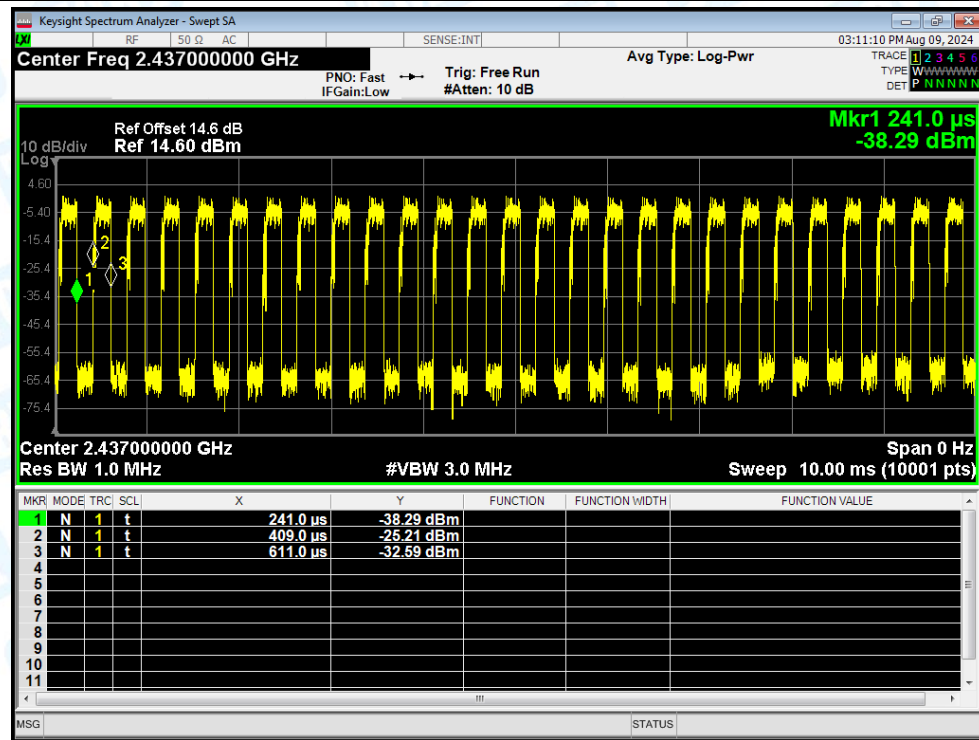 Keysight Spectrum Analyzer - Swept SA
LXI RF 50 Ω AC SENSE:INT 03:11:10 PM Aug 09, 2024
Center Freq 2.437000000 GHz Avg Type: Log-Pwr TRACE 1 2 3 4 5 6
PNO: Fast Trig: Free Run TYPE WWWWWW
IFGain:Low #Atten: 10 dB DET P N N N N N
Ref Offset 14.6 dB Mkr1 241.0 µs
10 dB/div Ref 14.60 dBm -38.29 dBm
Log
4.60
-5.40
-15.4
-25.4
-35.4
-45.4
-55.4
-65.4
-75.4
1
2
3
Center 2.437000000 GHz Span 0 Hz
Res BW 1.0 MHz #VBW 3.0 MHz Sweep 10.00 ms (10001 pts)
MKR MODE TRC SCL X Y FUNCTION FUNCTION WIDTH FUNCTION VALUE
1 N 1 t 241.0 µs -38.29 dBm
2 N 1 t 409.0 µs -25.21 dBm
3 N 1 t 611.0 µs -32.59 dBm
4
5
6
7
8
9
10
11
MSG STATUS